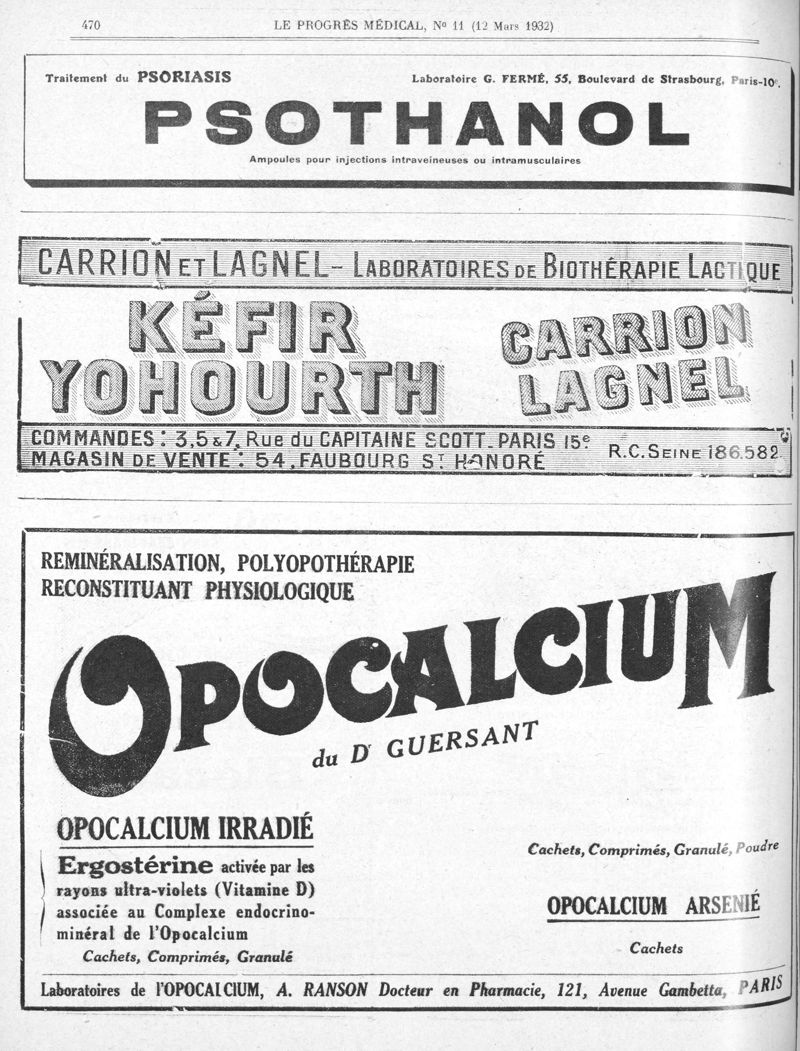 470
LE PROGRÈS MÉDICAL, No 11 (12 Mars 1932)
Traitement du PSORIASIS
Laboratoire G. FERMÉ, 55, Boulevard de Strasbourg, Paris-10e.
PSOTHANOL
Ampoules pour injections intraveineuses ou intramusculaires
CARRION ET LAGNEL - LABORATOIRES DE BIOTHÉRAPIE LACTIQUE
KÉFIR
YOHOURTH
CARRION
LAGNEL
COMMANDES : 3,5 & 7, Rue du CAPITAINE SCOTT. PARIS 15e
MAGASIN DE VENTE : 54, FAUBOURG ST HONORÉ
R.C. SEINE 186.582
REMINÉRALISATION, POLYOPOTHÉRAPIE
RECONSTITUANT PHYSIOLOGIQUE
OPOCALCIUM
du Dr GUERSANT
OPOCALCIUM IRRADIÉ
Ergostérine activée par les
rayons ultra-violets (Vitamine D)
associée au Complexe endocrino-
minéral de l'Opocalcium
Cachets, Comprimés, Granulé
Cachets, Comprimés, Granulé, Poudre
OPOCALCIUM ARSENIÉ
Cachets
Laboratoires de l'OPOCALCIUM, A. RANSON Docteur en Pharmacie, 121, Avenue Gambetta, PARIS